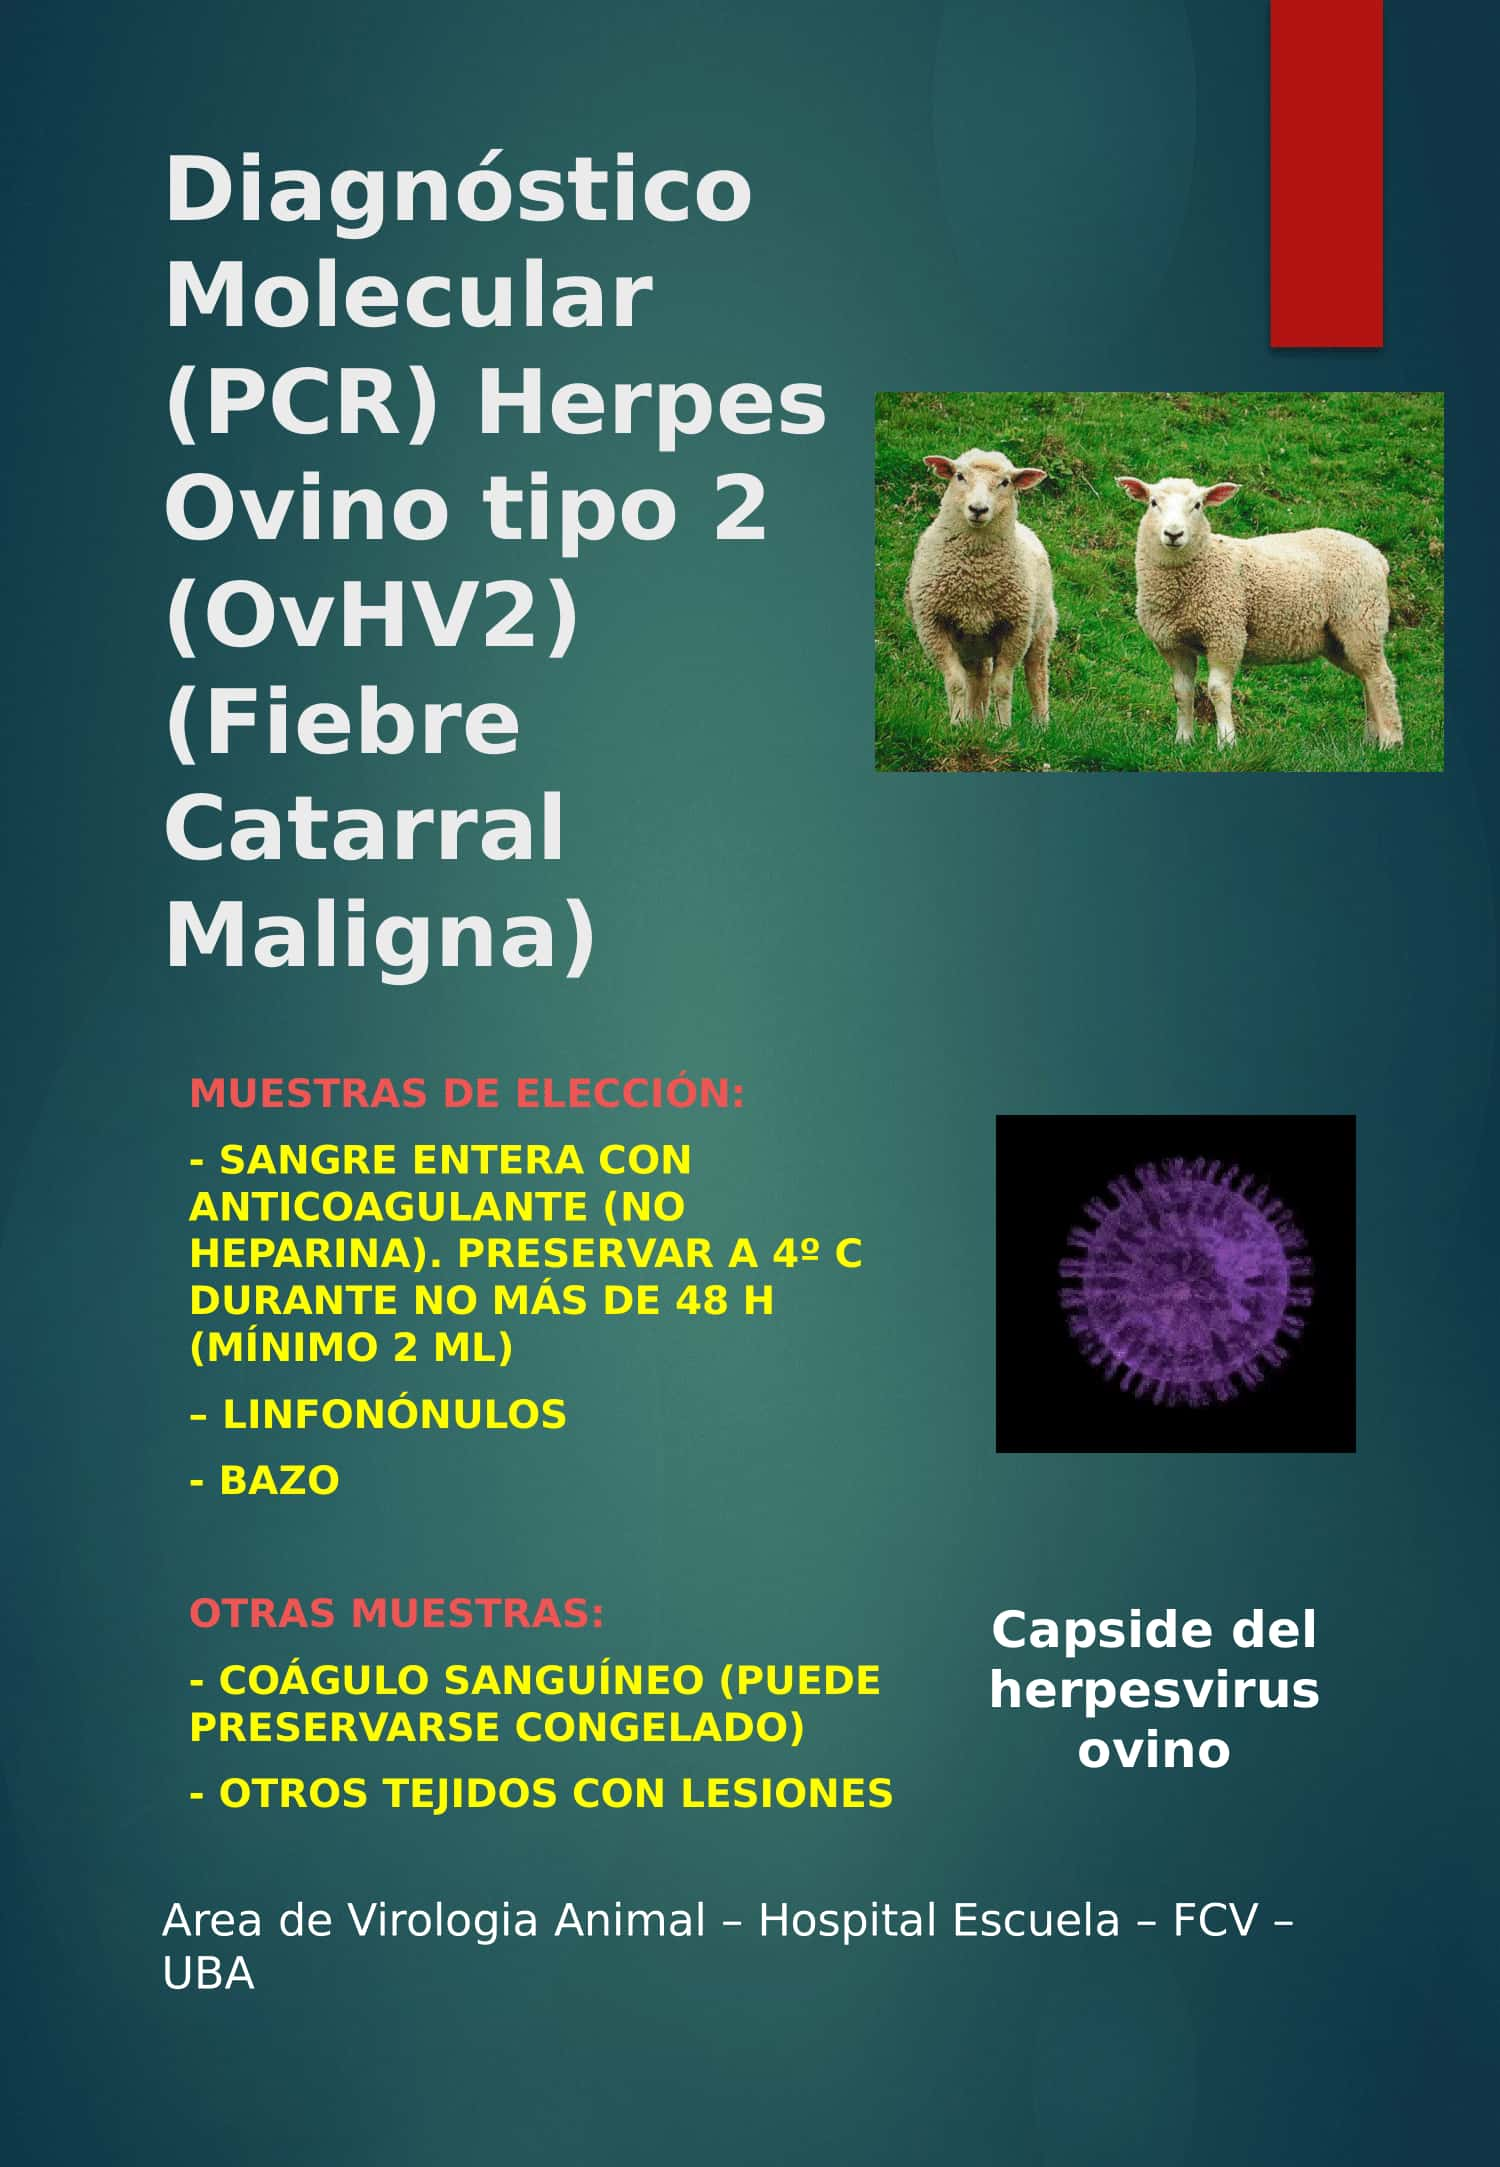 Diagnóstico
Molecular
(PCR) Herpes
Ovino tipo 2
(OvHV2)
(Fiebre
Catarral
Maligna)
MUESTRAS DE ELECCIÓN:
- SANGRE ENTERA CON
ANTICOAGULANTE (NO
HEPARINA). PRESERVAR A 4º C
DURANTE NO MÁS DE 48 H
(MÍNIMO 2 ML)
– LINFONÓNULOS
- BAZO
OTRAS MUESTRAS:
- COÁGULO SANGUÍNEO (PUEDE
PRESERVARSE CONGELADO)
- OTROS TEJIDOS CON LESIONES
Capside del
herpesvirus
ovino
Area de Virologia Animal – Hospital Escuela – FCV –
UBA